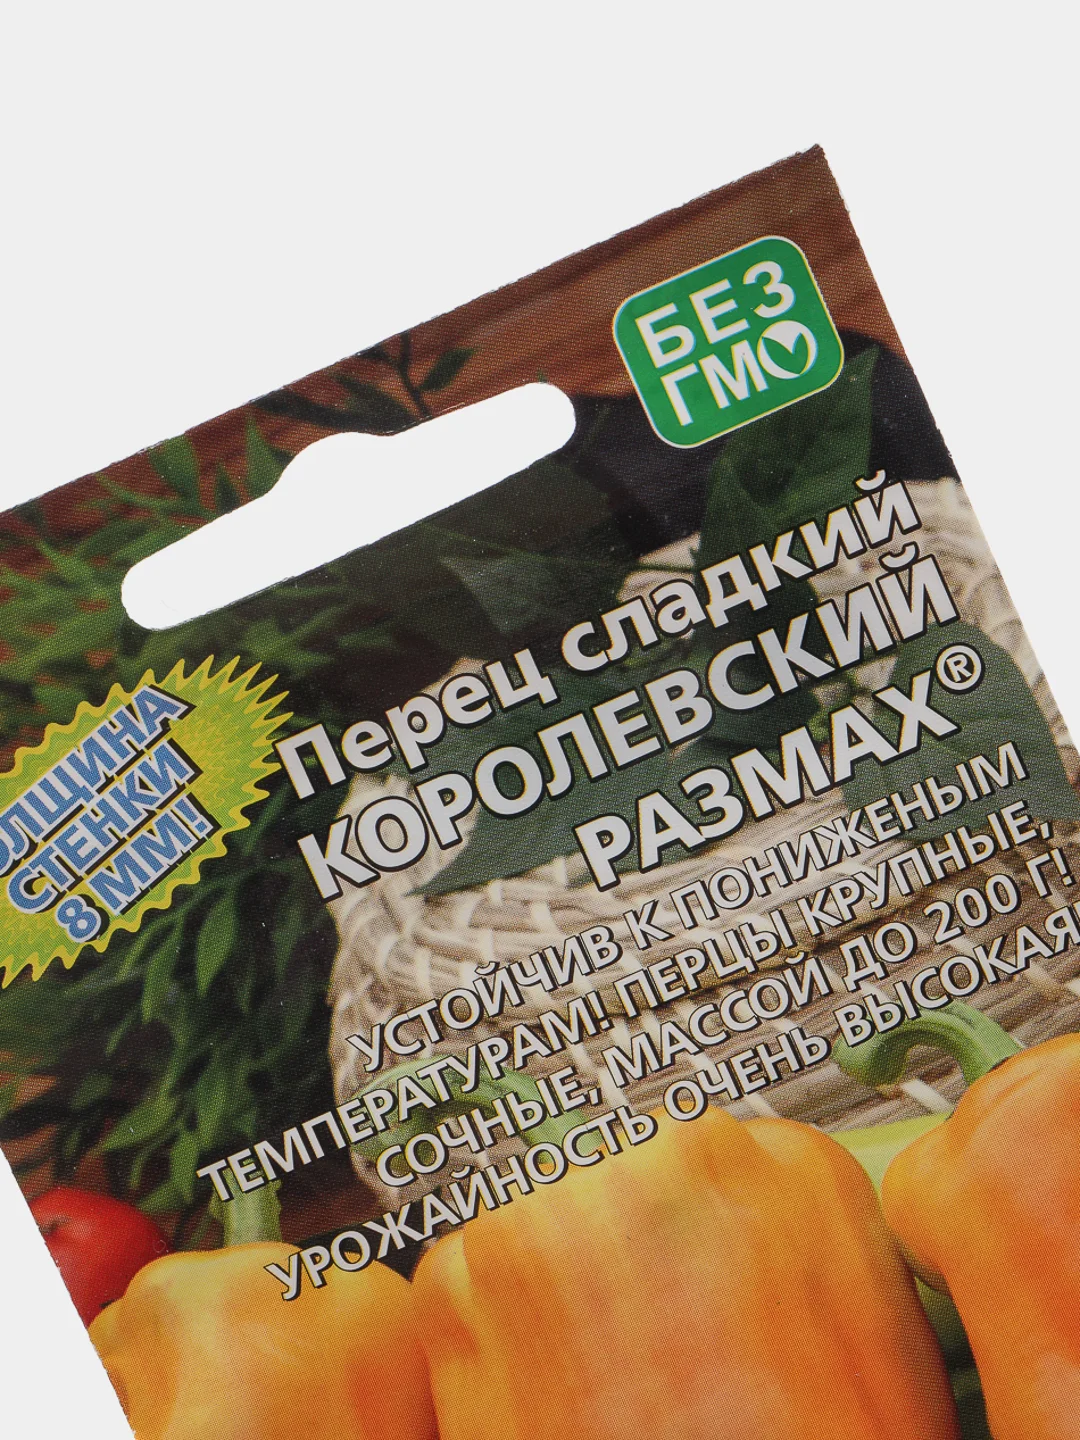 БЕЗ
ГМО
Перец сладкий
КОРОЛЕВСКИЙ
РАЗМАХ®
ОЛЩИНА
СТЕНКИ
8 ММ!
УСТОЙЧИВ К ПОНИЖЕНЫМ
ТЕМПЕРАТУРАМ! ПЕРЦЫ КРУПНЫЕ,
СОЧНЫЕ, МАССОЙ ДО 200 Г!
УРОЖАЙНОСТЬ ОЧЕНЬ ВЫСОКАЯ